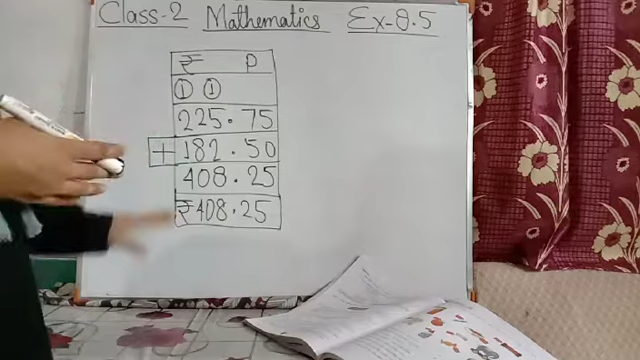 Class-2 Mathematics Ex-8.5
₹ P
① ①
225.75
+ 182.50
408.25
₹408.25